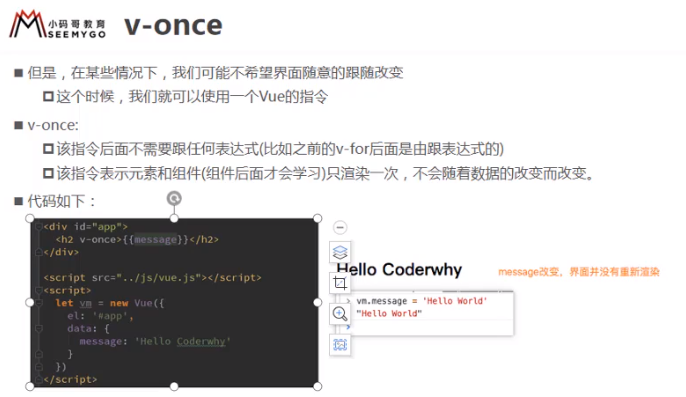 小码哥教育
SEEMYGO
v-once
但是，在某些情况下，我们可能不希望界面随意的跟随改变
这个时候，我们就可以使用一个Vue的指令
v-once:
该指令后面不需要跟任何表达式(比如之前的v-for后面是由跟表达式的)
该指令表示元素和组件(组件后面才会学习)只渲染一次，不会随着数据的改变而改变。
代码如下：
<div id="app">
<h2 v-once>{{message}}</h2>
</div>
<script src="../js/vue.js"></script>
<script>
let vm = new Vue({
el: '#app',
data: {
message: 'Hello Coderwhy'
}
})
</script>
Hello Coderwhy
message改变，界面并没有重新渲染
> vm.message = 'Hello World'
"Hello World"
>